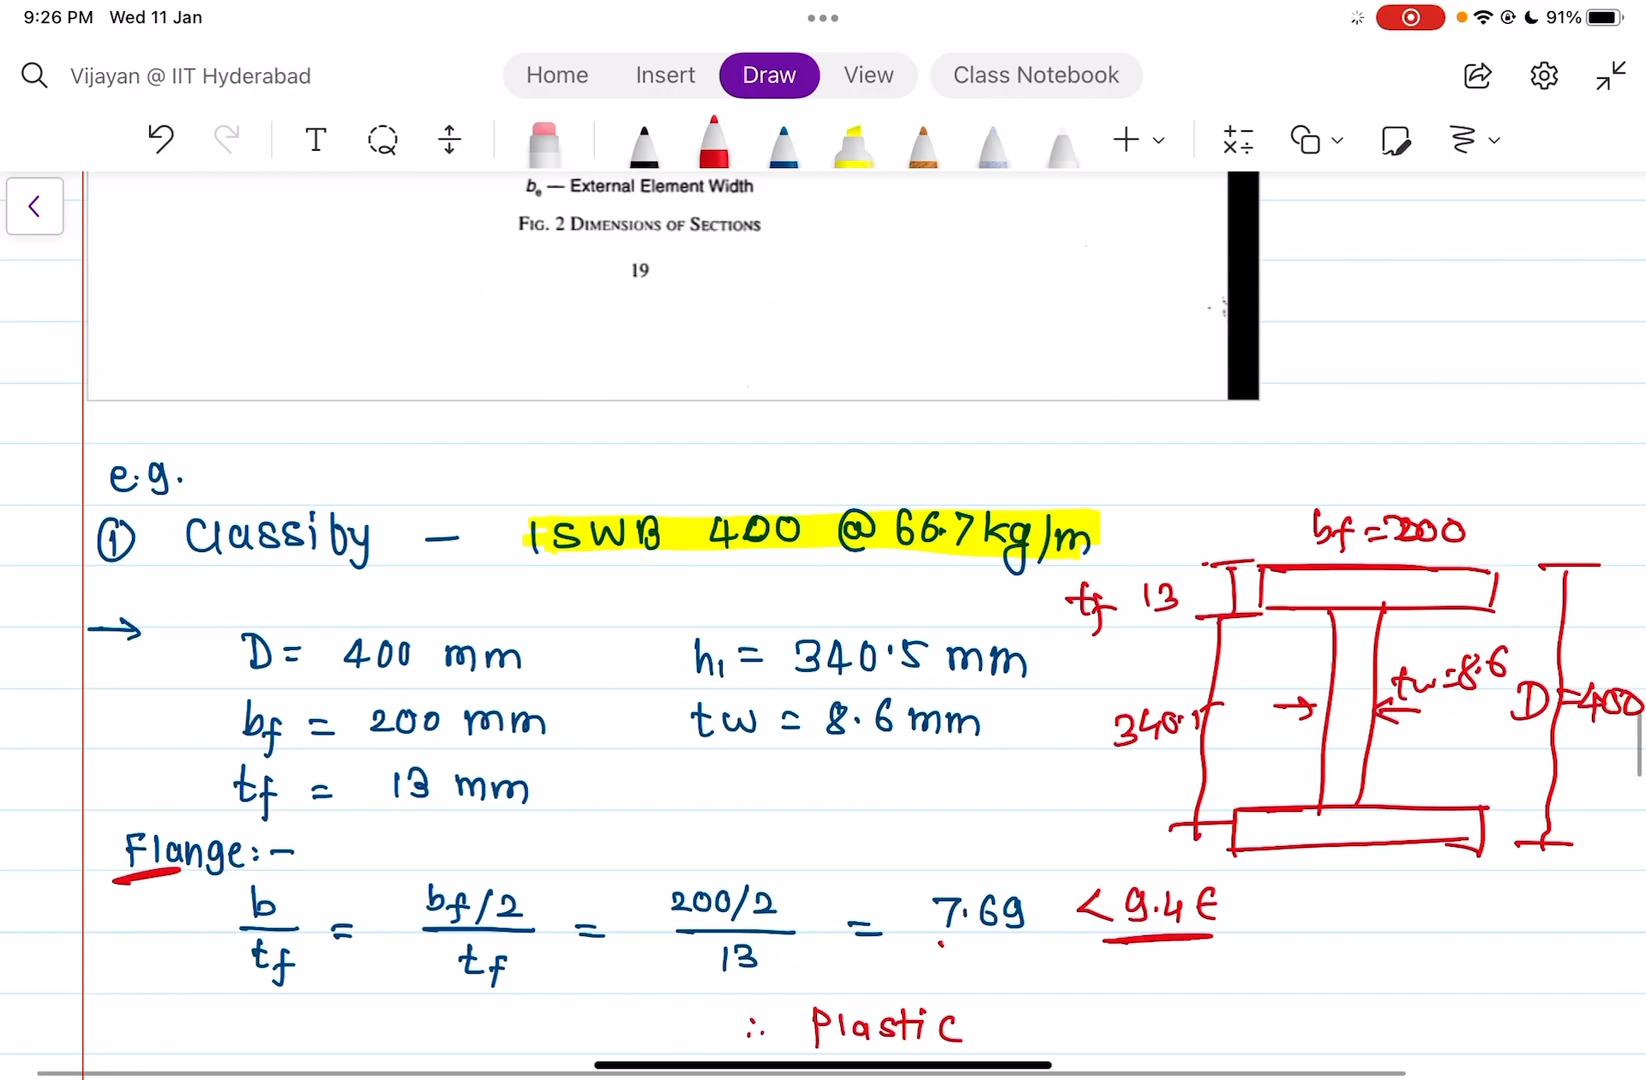 9:26 PM Wed 11 Jan
91%
Vijayan @ IIT Hyderabad
Home Insert Draw View Class Notebook
T
be — External Element Width
FIG. 2 DIMENSIONS OF SECTIONS
19
e.g.
① Classify – ISWB 400 @ 66.7kg/m
→
D = 400 mm h₁ = 340.5 mm
bf = 200 mm tw = 8.6 mm
tf = 13 mm
bf = 200
tf 13
tw = 8.6
D = 400
340.5
Flange:-
b/tf = (bf/2)/tf = (200/2)/13 = 7.69 < 9.4 ε
∴ Plastic